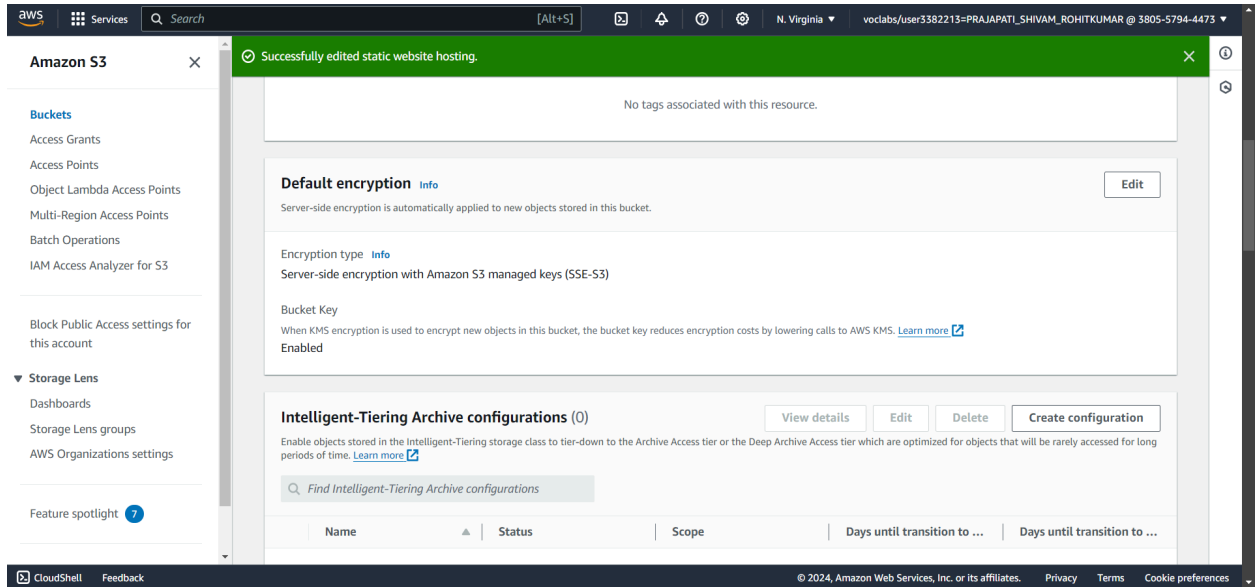 aws Services Search [Alt+S] N. Virginia ▼ voclabs/user3382213=PRAJAPATI_SHIVAM_ROHITKUMAR @ 3805-5794-4473 ▼
Amazon S3
Buckets
Access Grants
Access Points
Object Lambda Access Points
Multi-Region Access Points
Batch Operations
IAM Access Analyzer for S3
Block Public Access settings for
this account
▼ Storage Lens
Dashboards
Storage Lens groups
AWS Organizations settings
Feature spotlight 7
Successfully edited static website hosting.
No tags associated with this resource.
Default encryption Info
Edit
Server-side encryption is automatically applied to new objects stored in this bucket.
Encryption type Info
Server-side encryption with Amazon S3 managed keys (SSE-S3)
Bucket Key
When KMS encryption is used to encrypt new objects in this bucket, the bucket key reduces encryption costs by lowering calls to AWS KMS. Learn more
Enabled
Intelligent-Tiering Archive configurations (0)
View details Edit Delete Create configuration
Enable objects stored in the Intelligent-Tiering storage class to tier-down to the Archive Access tier or the Deep Archive Access tier which are optimized for objects that will be rarely accessed for long
periods of time. Learn more
Find Intelligent-Tiering Archive configurations
Name Status Scope Days until transition to ... Days until transition to ...
CloudShell Feedback © 2024, Amazon Web Services, Inc. or its affiliates. Privacy Terms Cookie preferences